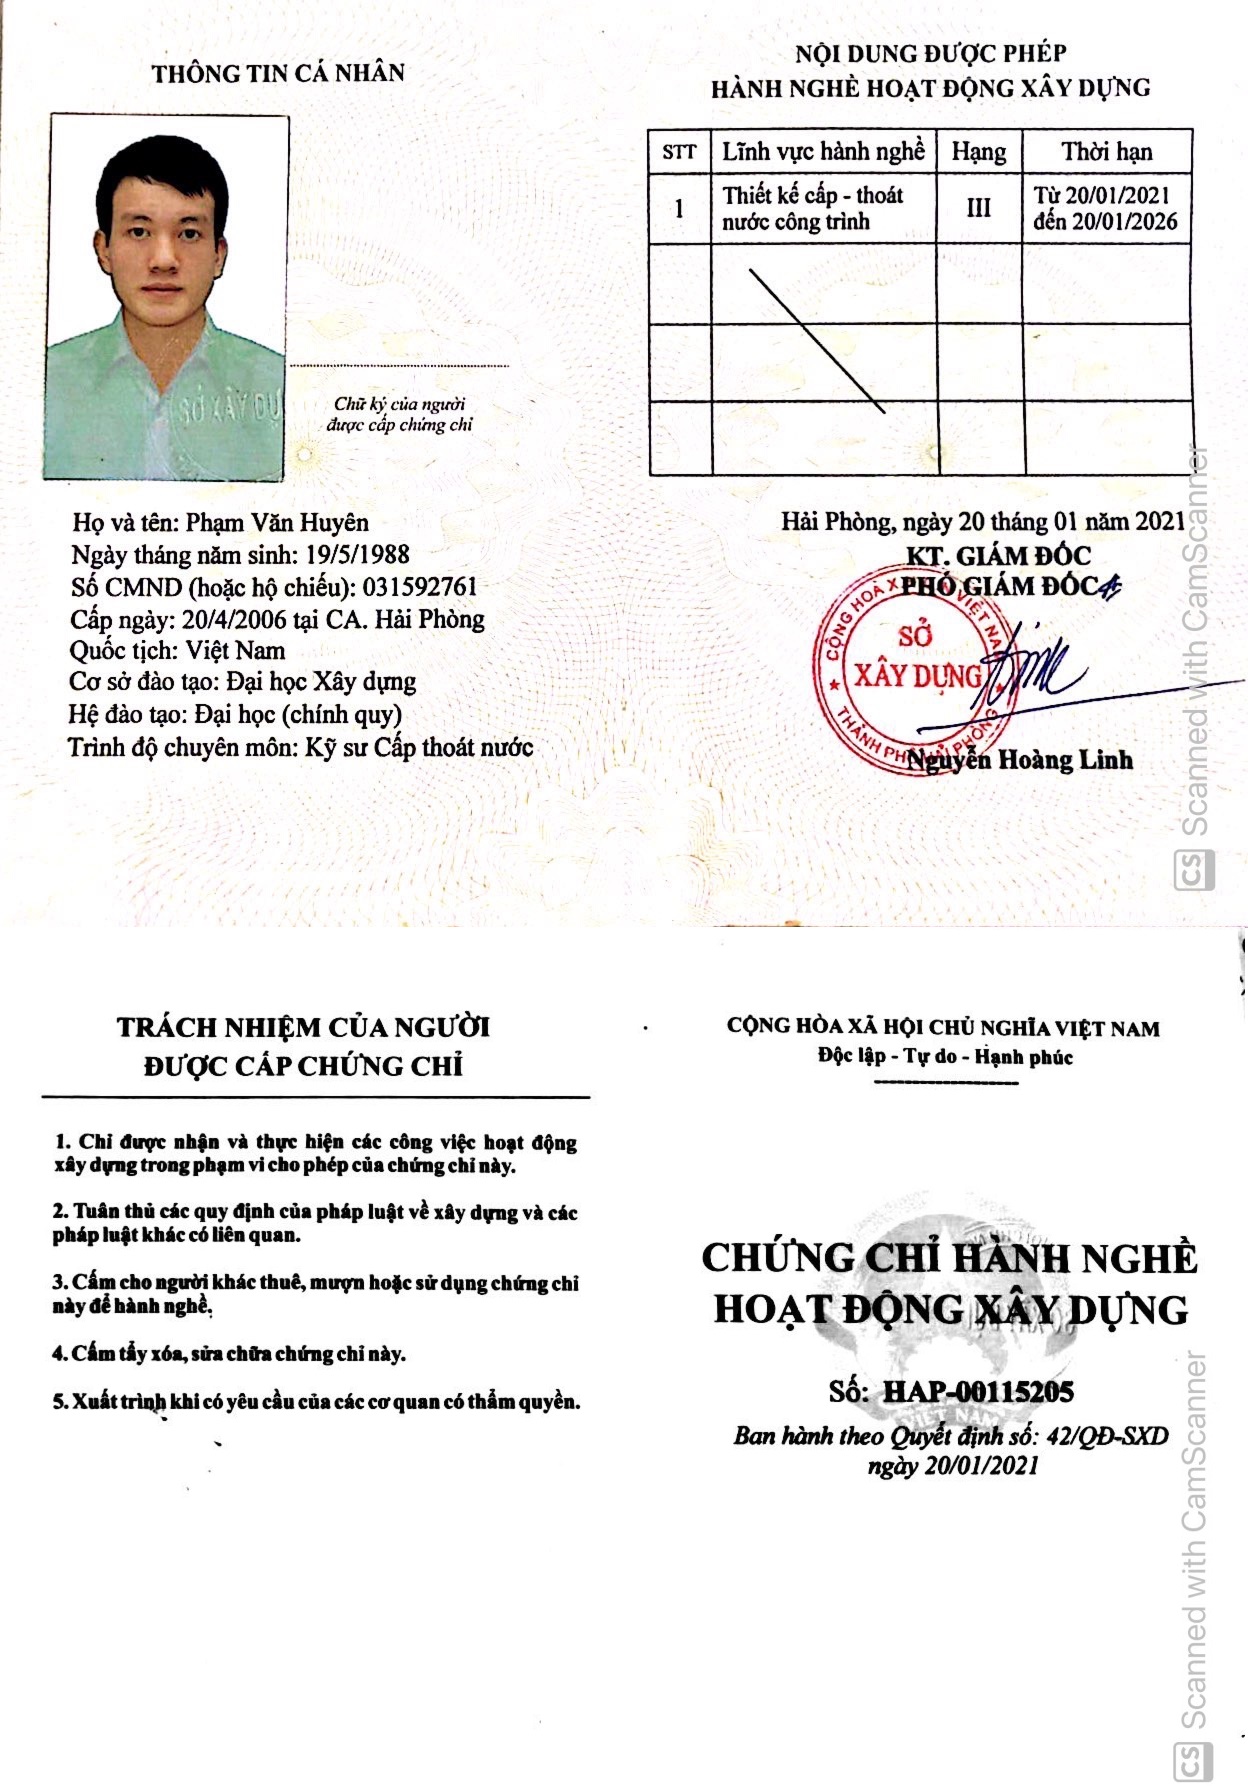 THÔNG TIN CÁ NHÂN
Chữ ký của người
được cấp chứng chỉ
Họ và tên: Phạm Văn Huyên
Ngày tháng năm sinh: 19/5/1988
Số CMND (hoặc hộ chiếu): 031592761
Cấp ngày: 20/4/2006 tại CA. Hải Phòng
Quốc tịch: Việt Nam
Cơ sở đào tạo: Đại học Xây dựng
Hệ đào tạo: Đại học (chính quy)
Trình độ chuyên môn: Kỹ sư Cấp thoát nước
NỘI DUNG ĐƯỢC PHÉP
HÀNH NGHỀ HOẠT ĐỘNG XÂY DỰNG
STT Lĩnh vực hành nghề Hạng Thời hạn
1 Thiết kế cấp - thoát nước công trình III Từ 20/01/2021 đến 20/01/2026
Hải Phòng, ngày 20 tháng 01 năm 2021
KT. GIÁM ĐỐC
PHÓ GIÁM ĐỐC
SỞ
XÂY DỰNG
THÀNH PHỐ HẢI PHÒNG
Nguyễn Hoàng Linh
CS Scanned with CamScanner
TRÁCH NHIỆM CỦA NGƯỜI
ĐƯỢC CẤP CHỨNG CHỈ
1. Chỉ được nhận và thực hiện các công việc hoạt động
xây dựng trong phạm vi cho phép của chứng chỉ này.
2. Tuân thủ các quy định của pháp luật về xây dựng và các
pháp luật khác có liên quan.
3. Cấm cho người khác thuê, mượn hoặc sử dụng chứng chỉ
này để hành nghề.
4. Cấm tẩy xóa, sửa chữa chứng chỉ này.
5. Xuất trình khi có yêu cầu của các cơ quan có thẩm quyền.
CỘNG HÒA XÃ HỘI CHỦ NGHĨA VIỆT NAM
Độc lập - Tự do - Hạnh phúc
CHỨNG CHỈ HÀNH NGHỀ
HOẠT ĐỘNG XÂY DỰNG
Số: HAP-00115205
Ban hành theo Quyết định số: 42/QĐ-SXD
ngày 20/01/2021
CS Scanned with CamScanner